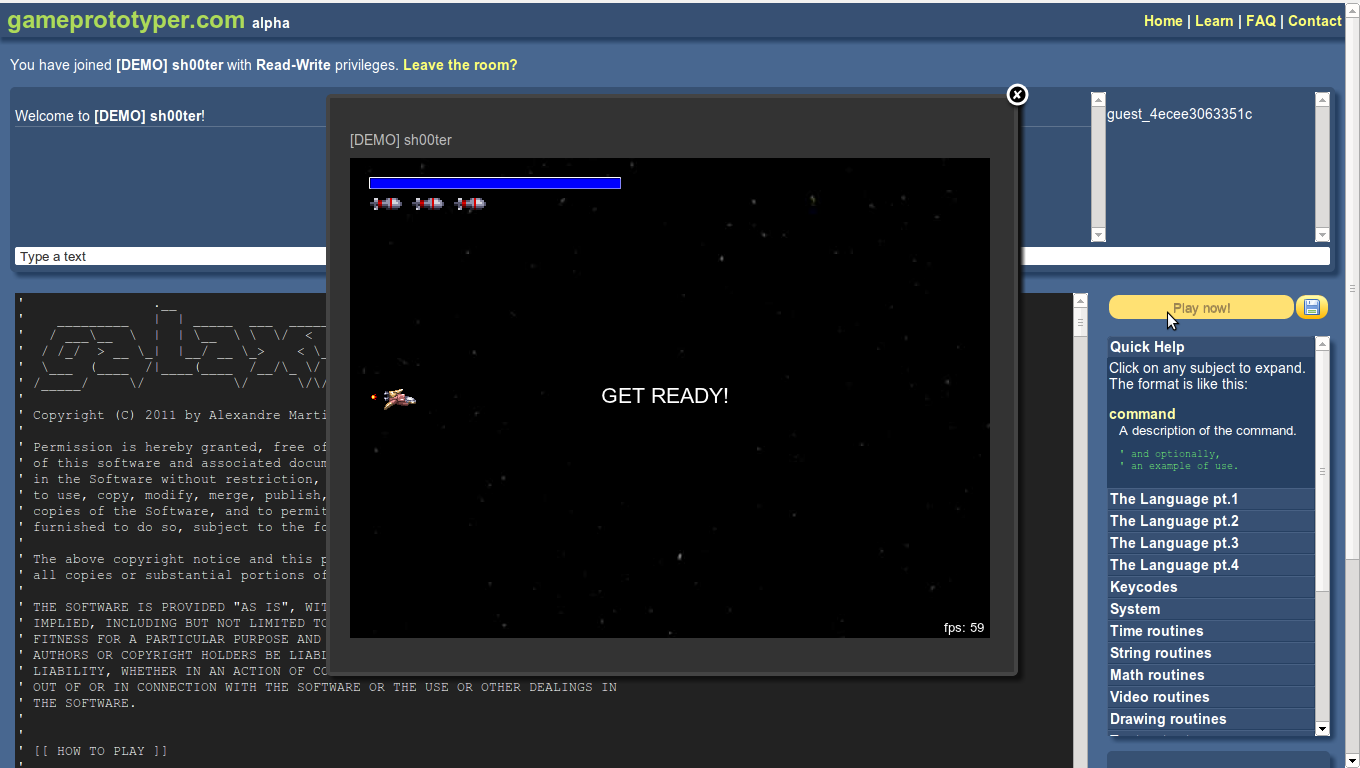 gameprototyper.com alpha
Home | Learn | FAQ | Contact
You have joined [DEMO] sh00ter with Read-Write privileges. Leave the room?
Welcome to [DEMO] sh00ter!
guest_4ecee3063351c
Type a text
[DEMO] sh00ter
GET READY!
fps: 59
' Copyright (C) 2011 by Alexandre Marti
'
' Permission is hereby granted, free of
' of this software and associated docum
' in the Software without restriction,
' to use, copy, modify, merge, publish,
' copies of the Software, and to permit
' furnished to do so, subject to the fo
'
' The above copyright notice and this p
' all copies or substantial portions of
'
' THE SOFTWARE IS PROVIDED "AS IS", WIT
' IMPLIED, INCLUDING BUT NOT LIMITED TO
' FITNESS FOR A PARTICULAR PURPOSE AND
' AUTHORS OR COPYRIGHT HOLDERS BE LIABL
' LIABILITY, WHETHER IN AN ACTION OF CO
' OUT OF OR IN CONNECTION WITH THE SOFTWARE OR THE USE OR OTHER DEALINGS IN
' THE SOFTWARE.
'
'
' [[ HOW TO PLAY ]]
'
Play now!
Quick Help
Click on any subject to expand.
The format is like this:
command
A description of the command.
' and optionally,
' an example of use.
The Language pt.1
The Language pt.2
The Language pt.3
The Language pt.4
Keycodes
System
Time routines
String routines
Math routines
Video routines
Drawing routines